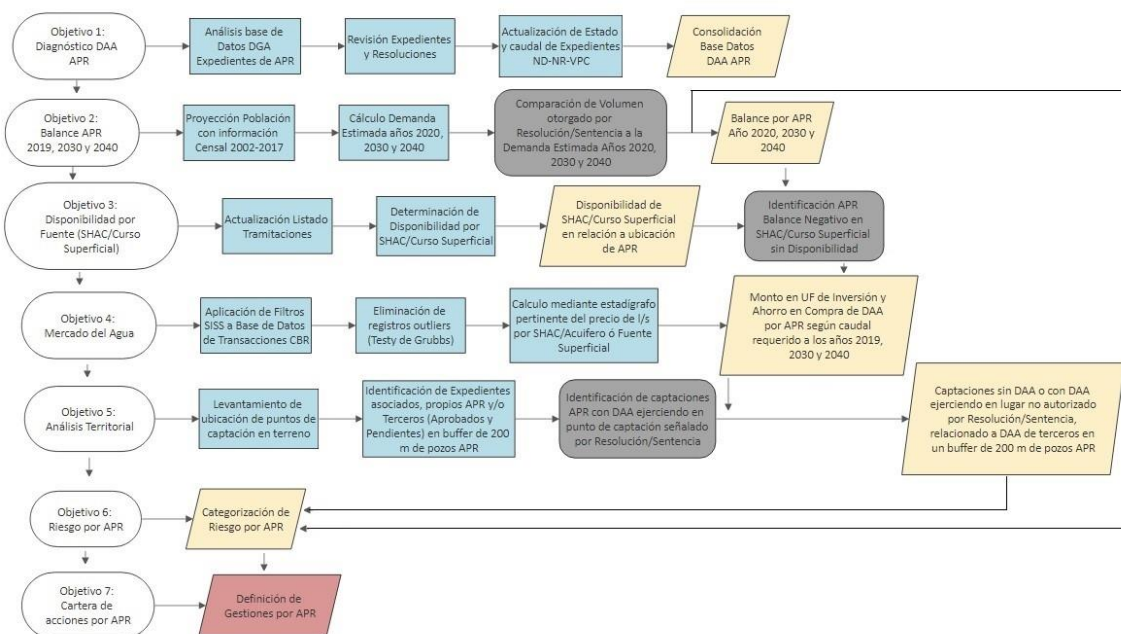 Objetivo 1:
Diagnóstico DAA
APR
Análisis base de
Datos DGA
Expedientes de APR
Revisión Expedientes
y Resoluciones
Actualización de Estado
y caudal de Expedientes
ND-NR-VPC
Consolidación
Base Datos
DAA APR
Objetivo 2:
Balance APR
2019, 2030 y 2040
Proyección Población
con información
Censal 2002-2017
Cálculo Demanda
Estimada años 2020,
2030 y 2040
Comparación de Volumen
otorgado por
Resolución/Sentencia a la
Demanda Estimada Años 2020,
2030 y 2040
Balance por APR
Año 2020, 2030 y
2040
Objetivo 3:
Disponibilidad por
Fuente (SHAC/Curso
Superficial)
Actualización Listado
Tramitaciones
Determinación de
Disponibilidad por
SHAC/Curso Superficial
Disponibilidad de
SHAC/Curso Superficial
en relación a ubicación
de APR
Identificación APR
Balance Negativo en
SHAC/Curso Superficial
sin Disponibilidad
Objetivo 4:
Mercado del Agua
Aplicación de Filtros
SISS a Base de Datos
de Transacciones CBR
Eliminación de
registros outliers
(Testy de Grubbs)
Calculo mediante estadígrafo
pertinente del precio de l/s
por SHAC/Acuifero ó Fuente
Superficial
Monto en UF de Inversión y
Ahorro en Compra de DAA
por APR según caudal
requerido a los años 2019,
2030 y 2040
Objetivo 5:
Análisis Territorial
Levantamiento de
ubicación de puntos de
captación en terreno
Identificación de Expedientes
asociados, propios APR y/o
Terceros (Aprobados y
Pendientes) en buffer de 200
m de pozos APR
Identificación de captaciones
APR con DAA ejerciendo en
punto de captación señalado
por Resolución/Sentencia
Captaciones sin DAA o con DAA
ejerciendo en lugar no autorizado
por Resolución/Sentencia,
relacionado a DAA de terceros en
un buffer de 200 m de pozos APR
Objetivo 6:
Riesgo por APR
Categorización de
Riesgo por APR
Objetivo 7:
Cartera de
acciones por APR
Definición de
Gestiones por APR